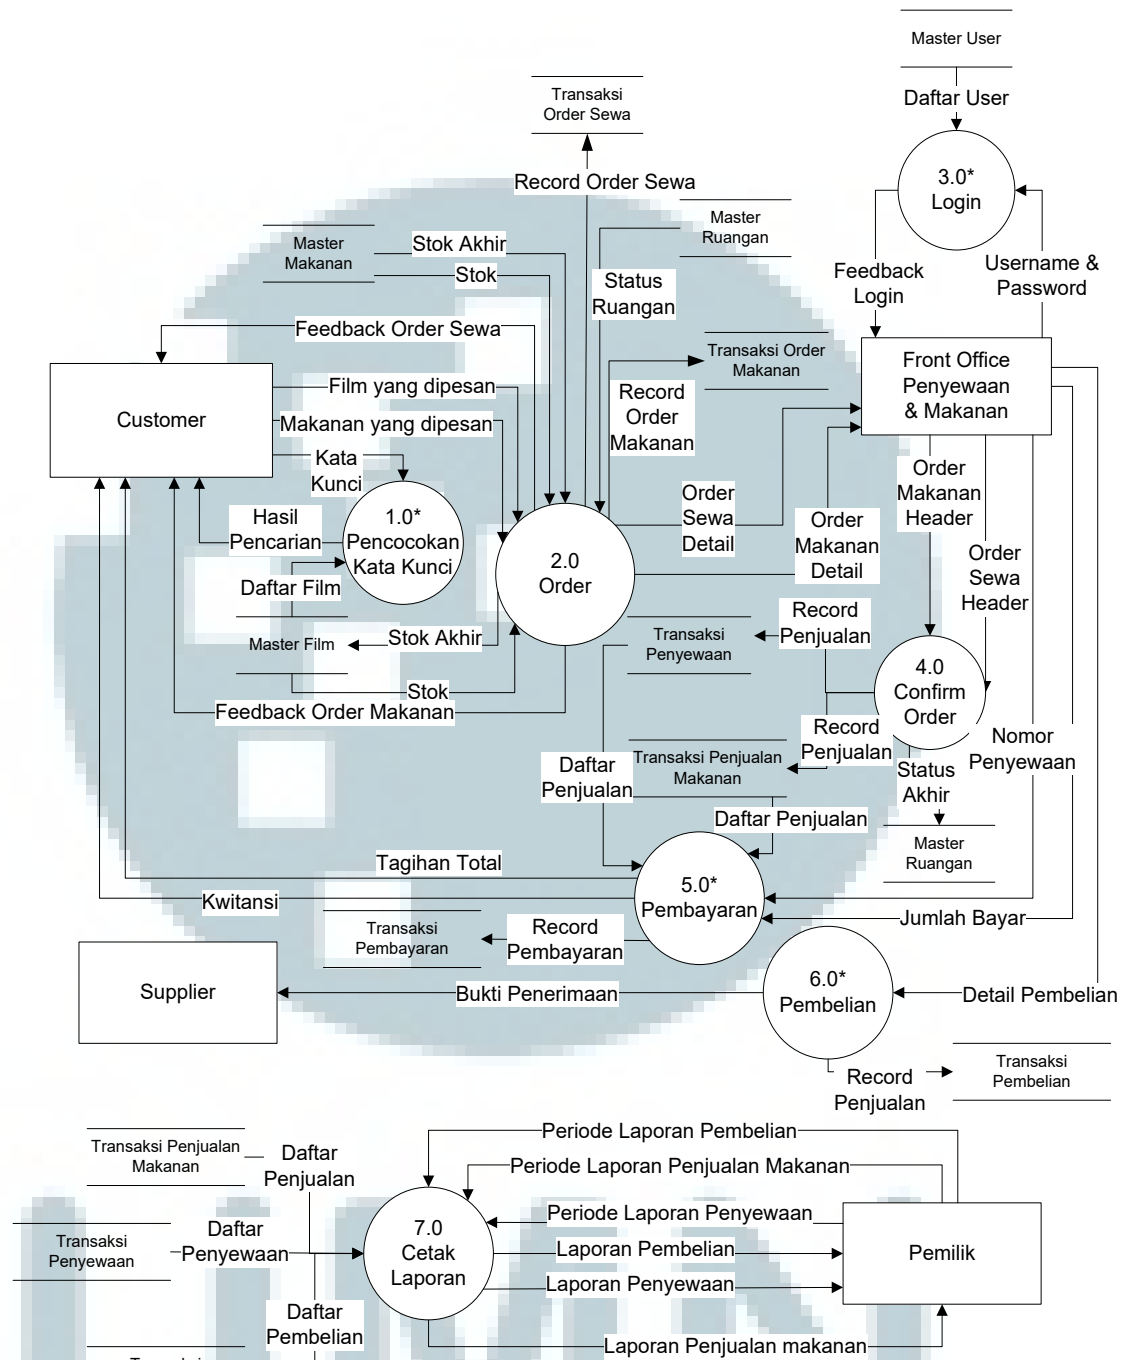 Master User
Daftar User
Transaksi
Order Sewa
3.0*
Login
Record Order Sewa
Master
Ruangan
Master
Makanan
Stok Akhir
Stok
Status
Ruangan
Feedback
Login
Username &
Password
Feedback Order Sewa
Transaksi Order
Makanan
Front Office
Penyewaan
& Makanan
Customer
Film yang dipesan
Makanan yang dipesan
Record
Order
Makanan
Kata
Kunci
Order
Makanan
Header
Order
Sewa
Detail
Hasil
Pencarian
1.0*
Pencocokan
Kata Kunci
Order
Makanan
Detail
2.0
Order
Order
Sewa
Header
Daftar Film
Record
Penjualan
Master Film
Stok Akhir
Transaksi
Penyewaan
4.0
Confirm
Order
Stok
Feedback Order Makanan
Record
Penjualan
Nomor
Penyewaan
Daftar
Penjualan
Transaksi Penjualan
Makanan
Status
Akhir
Daftar Penjualan
Master
Ruangan
Tagihan Total
5.0*
Pembayaran
Kwitansi
Jumlah Bayar
Transaksi
Pembayaran
Record
Pembayaran
Supplier
Bukti Penerimaan
6.0*
Pembelian
Detail Pembelian
Transaksi
Pembelian
Record
Penjualan
Periode Laporan Pembelian
Transaksi Penjualan
Makanan
Daftar
Penjualan
Periode Laporan Penjualan Makanan
Periode Laporan Penyewaan
Transaksi
Penyewaan
Daftar
Penyewaan
7.0
Cetak
Laporan
Laporan Pembelian
Pemilik
Laporan Penyewaan
Daftar
Pembelian
Laporan Penjualan makanan